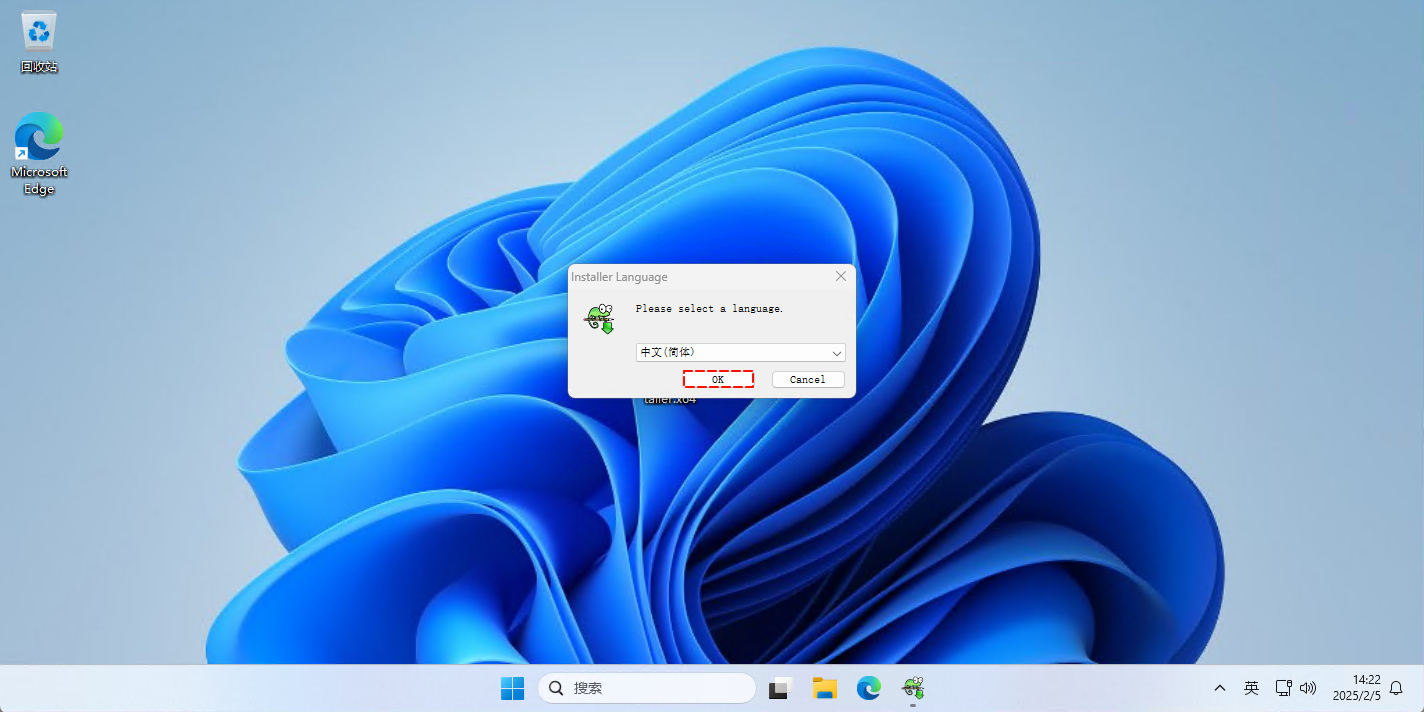 回收站
Microsoft
Edge
Installer Language
Please select a language.
中文(简体)
OK
Cancel
taller.x64
搜索
英
14:22
2025/2/5